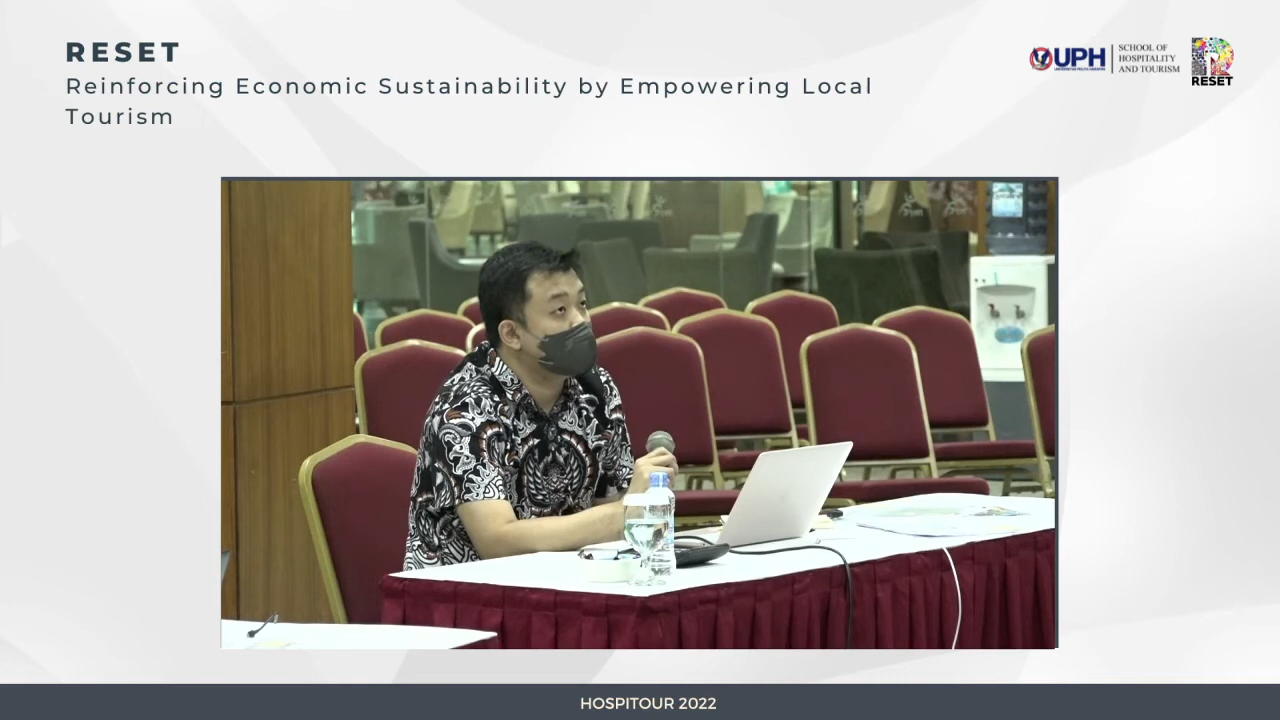 RESET
Reinforcing Economic Sustainability by Empowering Local
Tourism
UPH
SCHOOL OF
HOSPITALITY
AND TOURISM
RESET
HOSPITOUR 2022